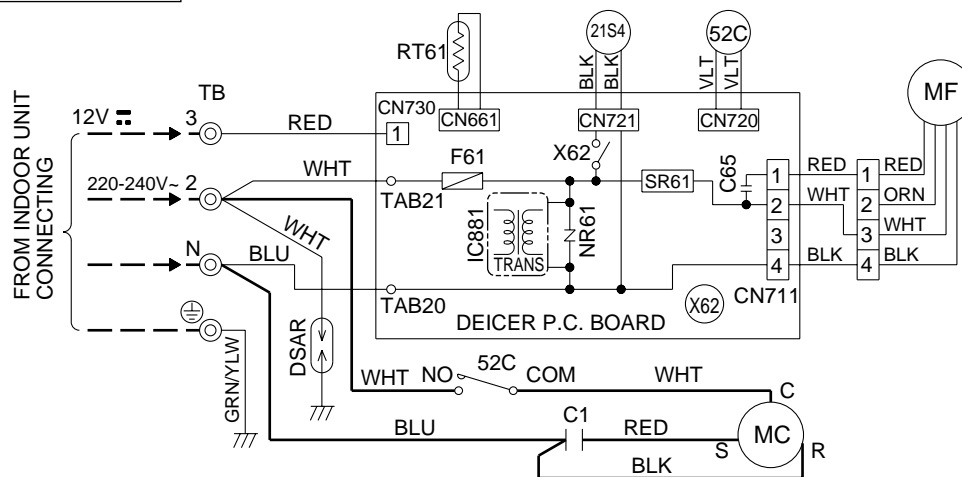 FROM INDOOR UNIT
CONNECTING
12V
TB
3
RED
220-240V~
2
WHT
WHT
N
BLU
GRN/YLW
DSAR
RT61
CN730
1
CN661
21S4
BLK
BLK
CN721
52C
VLT
VLT
CN720
MF
F61
TAB21
X62
SR61
C65
IC881
TRANS
NR61
TAB20
DEICER P.C. BOARD
X62
CN711
1
2
3
4
RED
WHT
BLK
1
2
3
4
RED
ORN
WHT
BLK
WHT
NO
52C
COM
WHT
C
BLU
C1
RED
S
MC
R
BLK